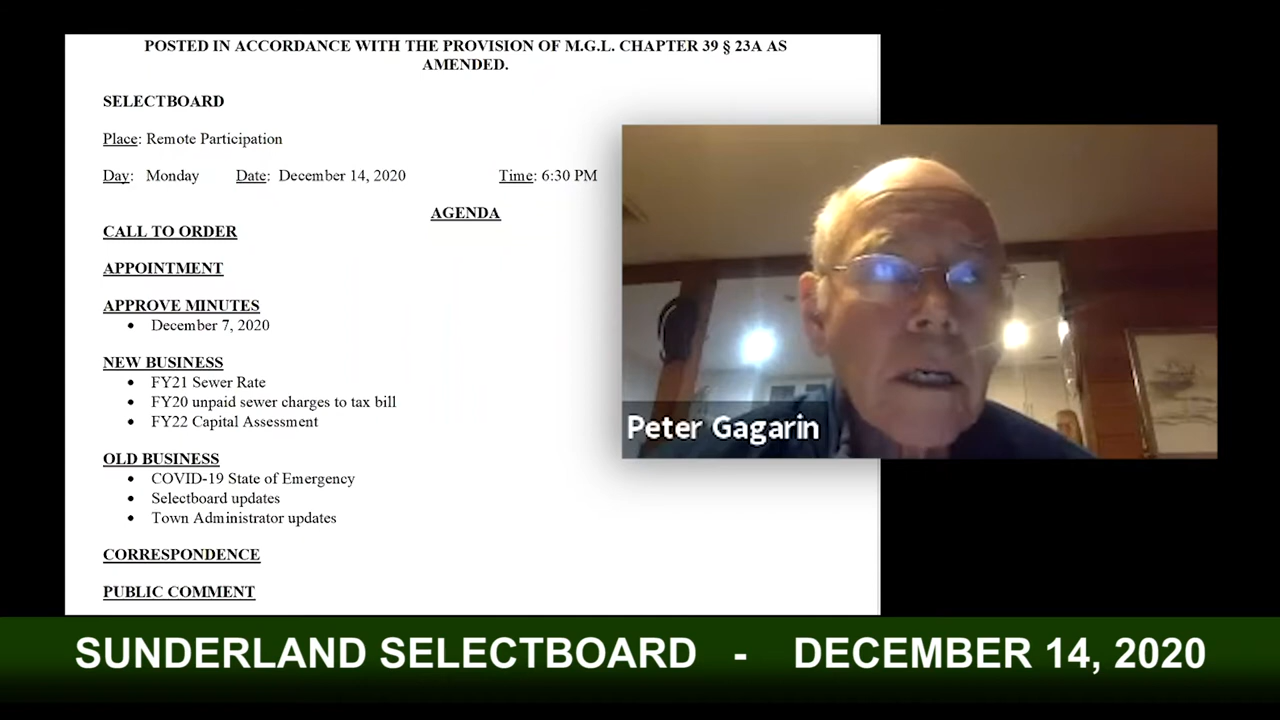 POSTED IN ACCORDANCE WITH THE PROVISION OF M.G.L. CHAPTER 39 § 23A AS
AMENDED.
SELECTBOARD
Place: Remote Participation
Day: Monday Date: December 14, 2020 Time: 6:30 PM
AGENDA
CALL TO ORDER
APPOINTMENT
APPROVE MINUTES
• December 7, 2020
NEW BUSINESS
• FY21 Sewer Rate
• FY20 unpaid sewer charges to tax bill
• FY22 Capital Assessment
OLD BUSINESS
• COVID-19 State of Emergency
• Selectboard updates
• Town Administrator updates
CORRESPONDENCE
PUBLIC COMMENT
Peter Gagarin
SUNDERLAND SELECTBOARD - DECEMBER 14, 2020